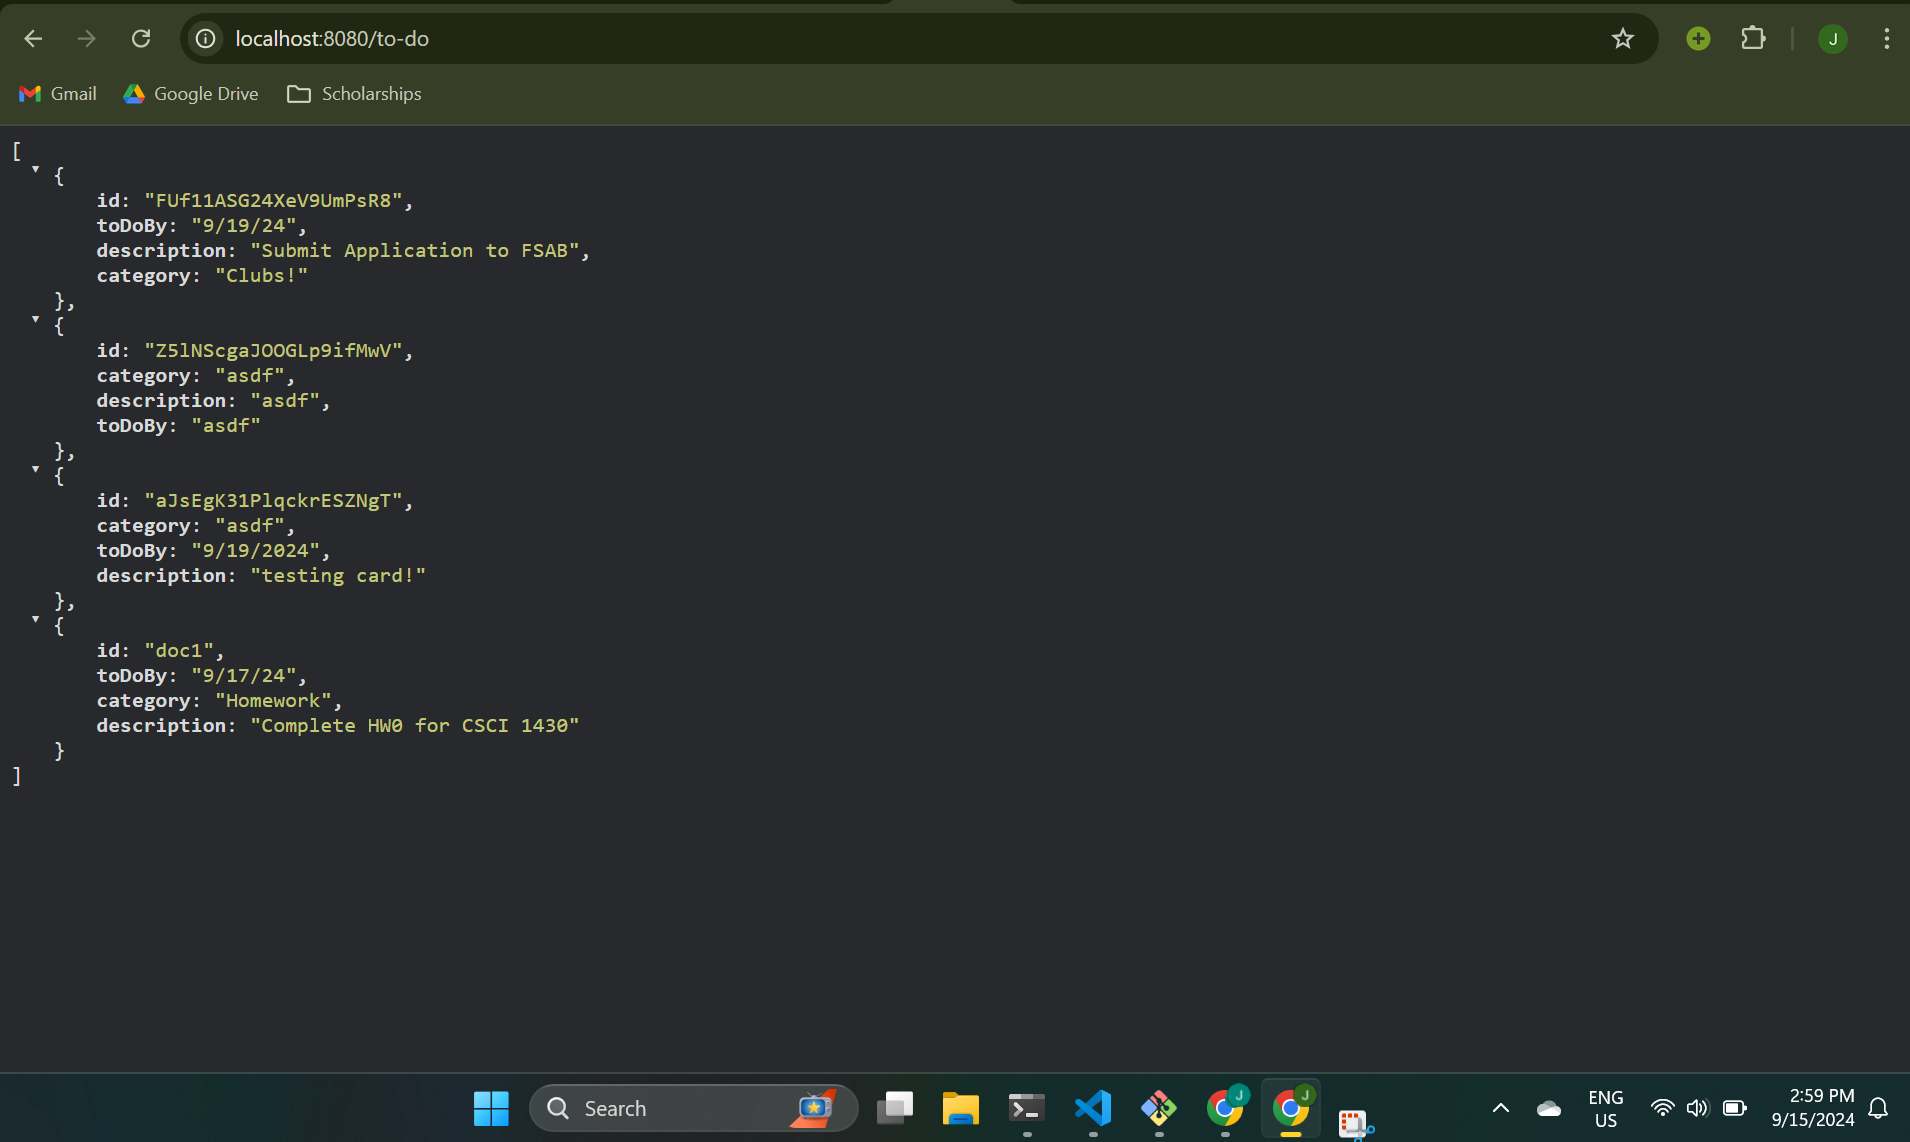 localhost:8080/to-do
J
Gmail
Google Drive
Scholarships
[
{
id: "FUf11ASG24XeV9UmPsR8",
toDoBy: "9/19/24",
description: "Submit Application to FSAB",
category: "Clubs!"
},
{
id: "Z5lNScgaJOOGLp9ifMwV",
category: "asdf",
description: "asdf",
toDoBy: "asdf"
},
{
id: "aJsEgK31PlqckrESZNgT",
category: "asdf",
toDoBy: "9/19/2024",
description: "testing card!"
},
{
id: "doc1",
toDoBy: "9/17/24",
category: "Homework",
description: "Complete HW0 for CSCI 1430"
}
]
Search
J
J
ENG
US
2:59 PM
9/15/2024